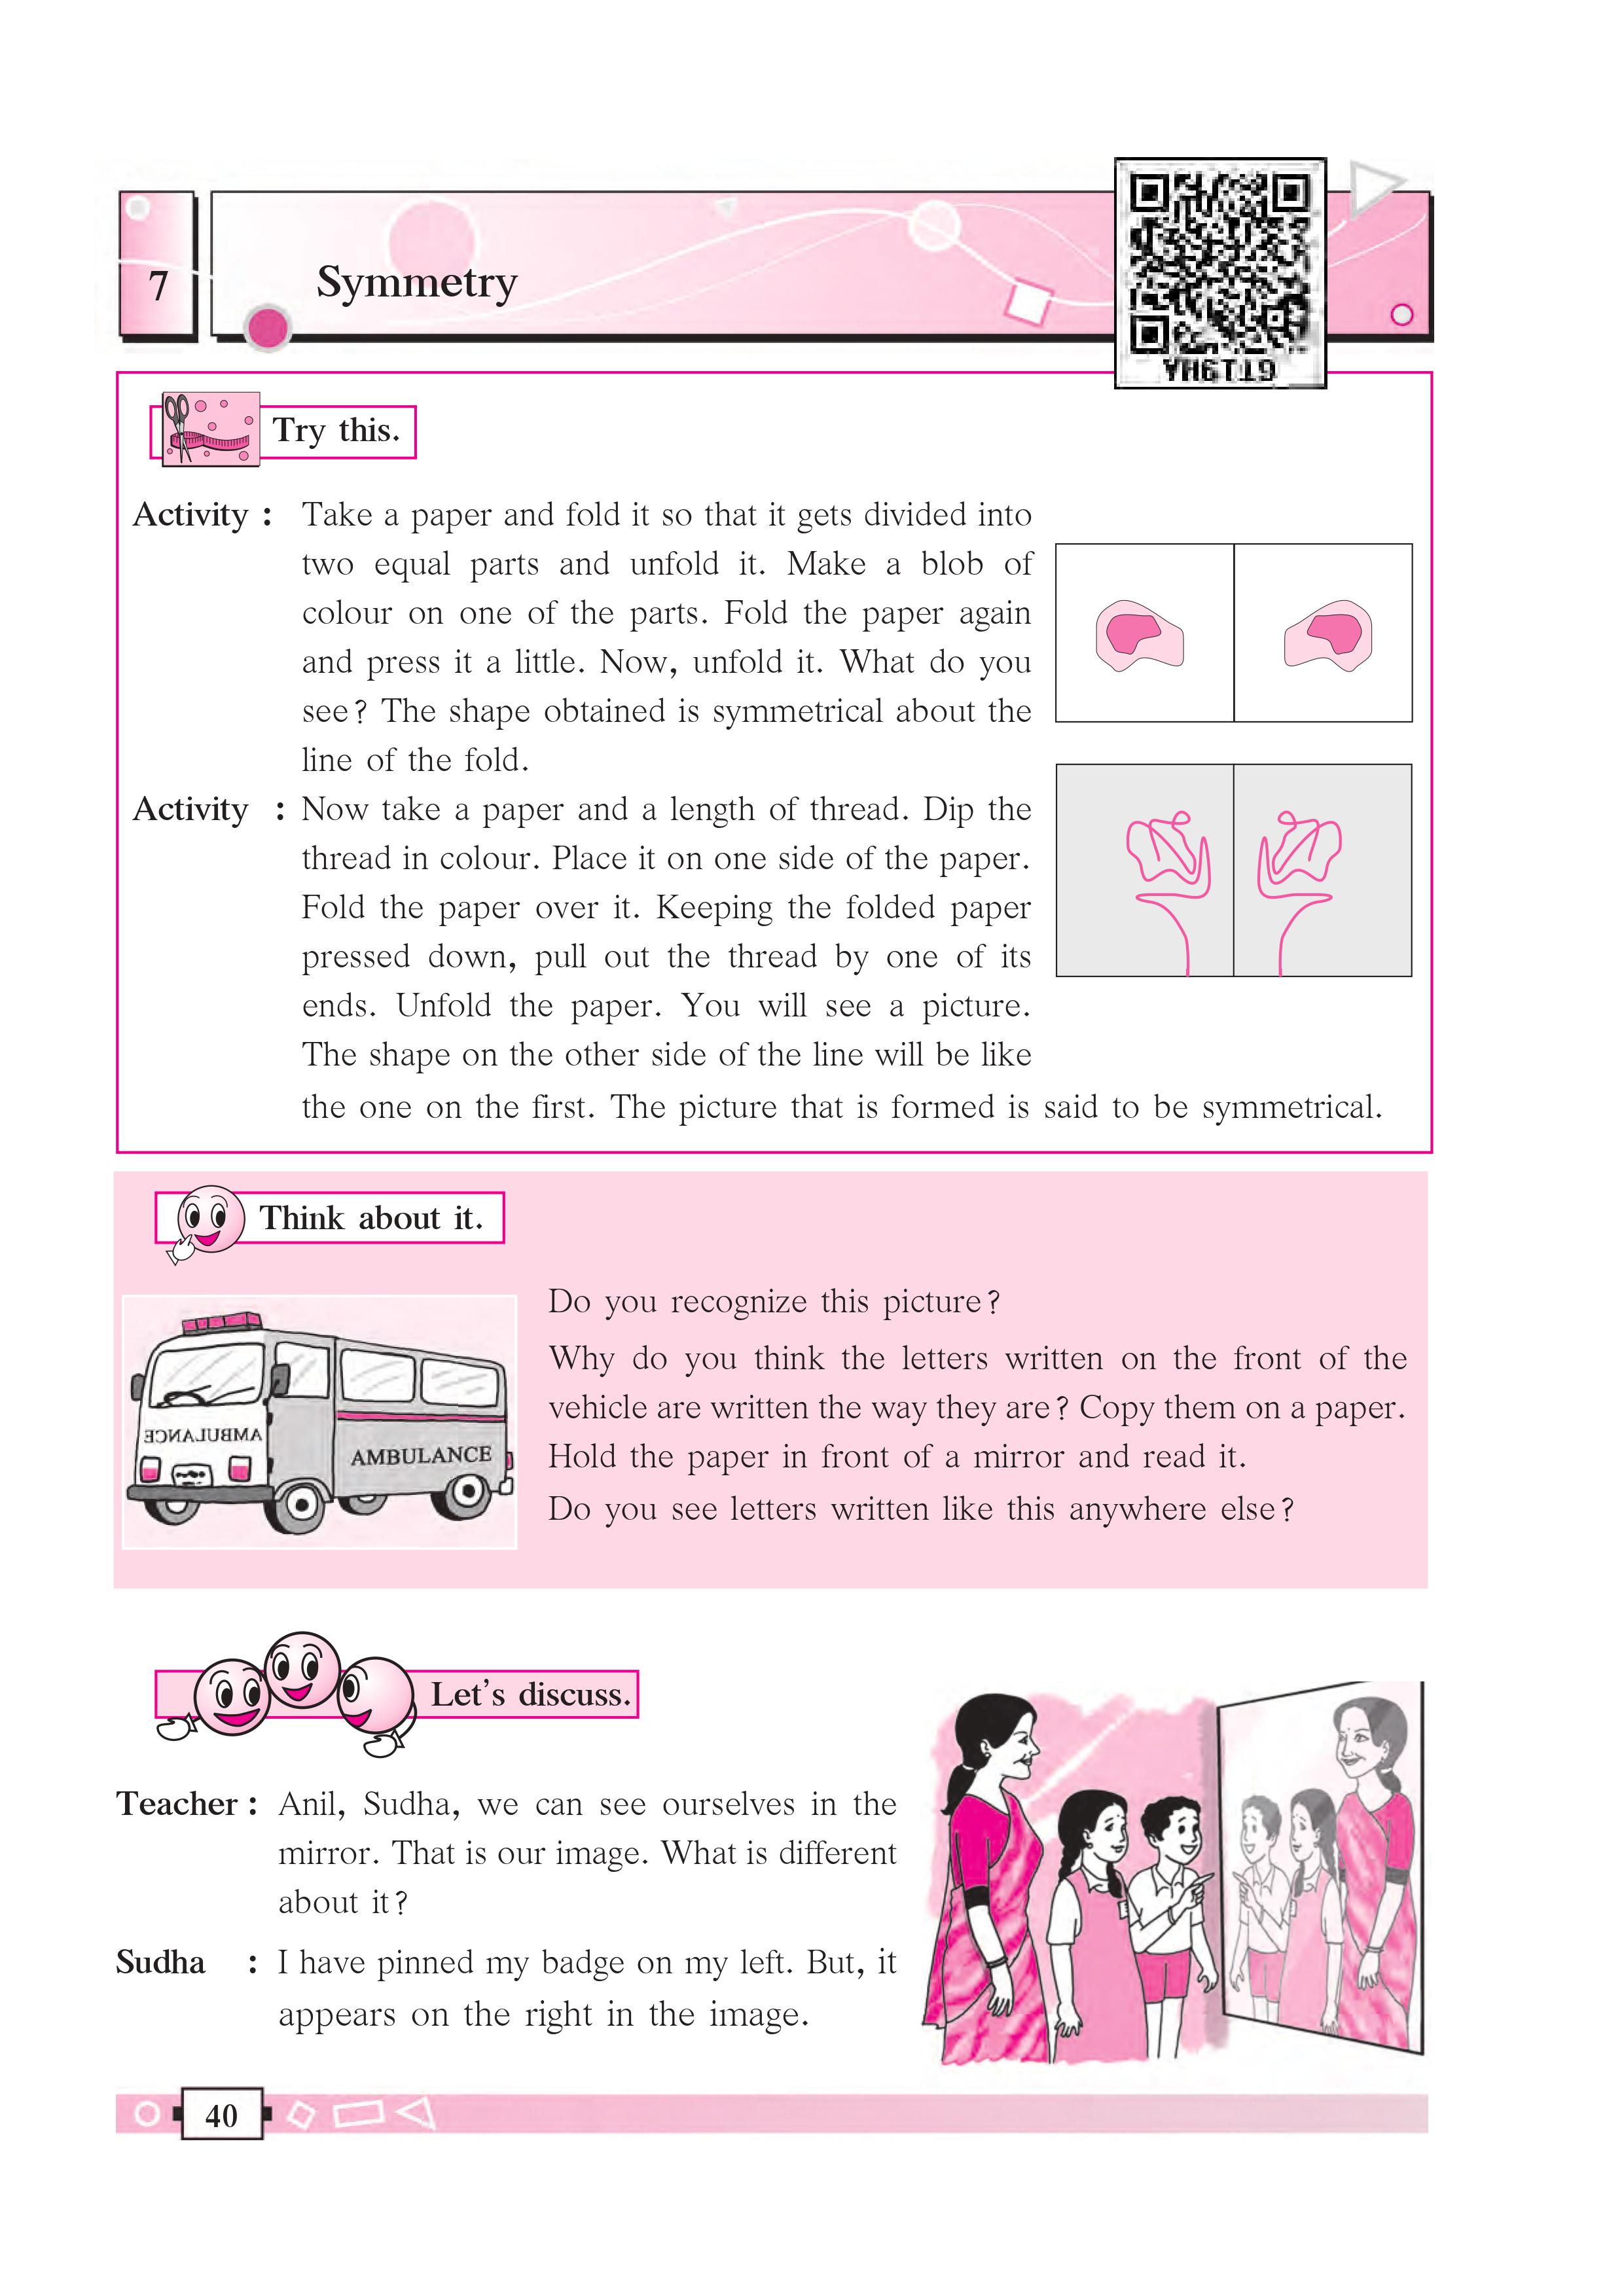 7
Symmetry
YH6T19
Try this.
Activity : Take a paper and fold it so that it gets divided into
two equal parts and unfold it. Make a blob of
colour on one of the parts. Fold the paper again
and press it a little. Now, unfold it. What do you
see? The shape obtained is symmetrical about the
line of the fold.
Activity : Now take a paper and a length of thread. Dip the
thread in colour. Place it on one side of the paper.
Fold the paper over it. Keeping the folded paper
pressed down, pull out the thread by one of its
ends. Unfold the paper. You will see a picture.
The shape on the other side of the line will be like
the one on the first. The picture that is formed is said to be symmetrical.
Think about it.
AMBULANCE
AMBULANCE
Do you recognize this picture?
Why do you think the letters written on the front of the
vehicle are written the way they are? Copy them on a paper.
Hold the paper in front of a mirror and read it.
Do you see letters written like this anywhere else?
Let's discuss.
Teacher : Anil, Sudha, we can see ourselves in the
mirror. That is our image. What is different
about it?
Sudha : I have pinned my badge on my left. But, it
appears on the right in the image.
40